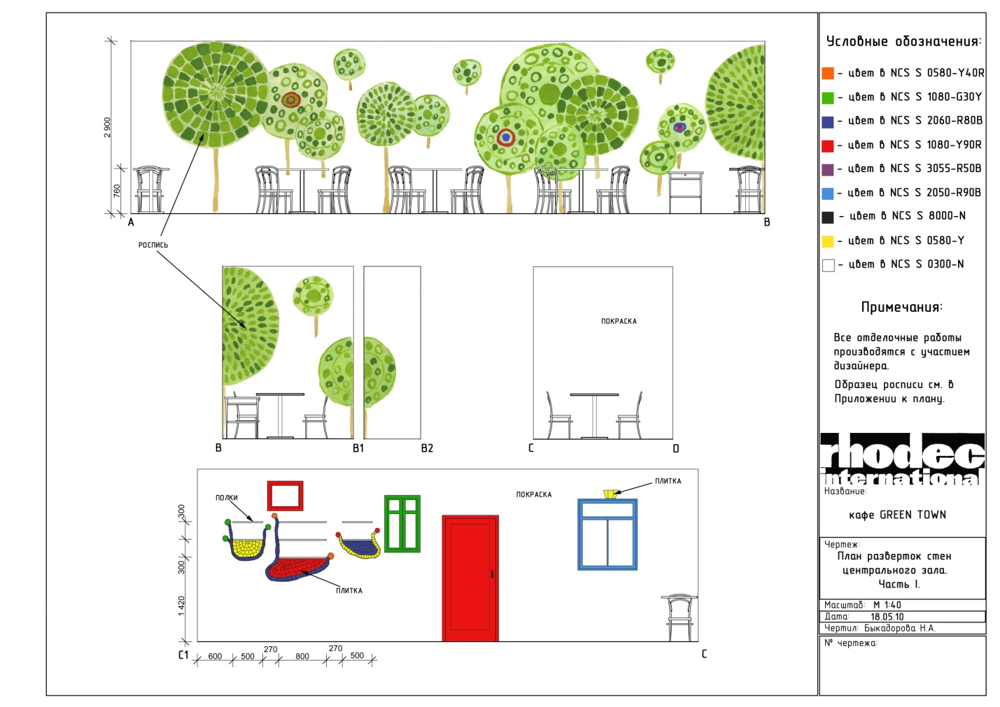 2 900
760
A
B
РОСПИСЬ
B
B1
B2
ПОКРАСКА
C
D
ПОЛКИ
ПЛИТКА
ПОКРАСКА
ПЛИТКА
300
300
1 420
C1
600
500
270
800
270
500
C
Условные обозначения:
- цвет в NCS S 0580-Y40R
- цвет в NCS S 1080-G30Y
- цвет в NCS S 2060-R80B
- цвет в NCS S 1080-Y90R
- цвет в NCS S 3055-R50B
- цвет в NCS S 2050-R90B
- цвет в NCS S 8000-N
- цвет в NCS S 0580-Y
- цвет в NCS S 0300-N
Примечания:
Все отделочные работы
производятся с участием
дизайнера.
Образец росписи см. в
Приложении к плану.
rhodec
international
Название:
кафе GREEN TOWN
Чертеж:
План разверток стен
центрального зала.
Часть I.
Масштаб: М 1:40
Дата: 18.05.10
Чертил: Быкадорова Н.А.
№ чертежа: